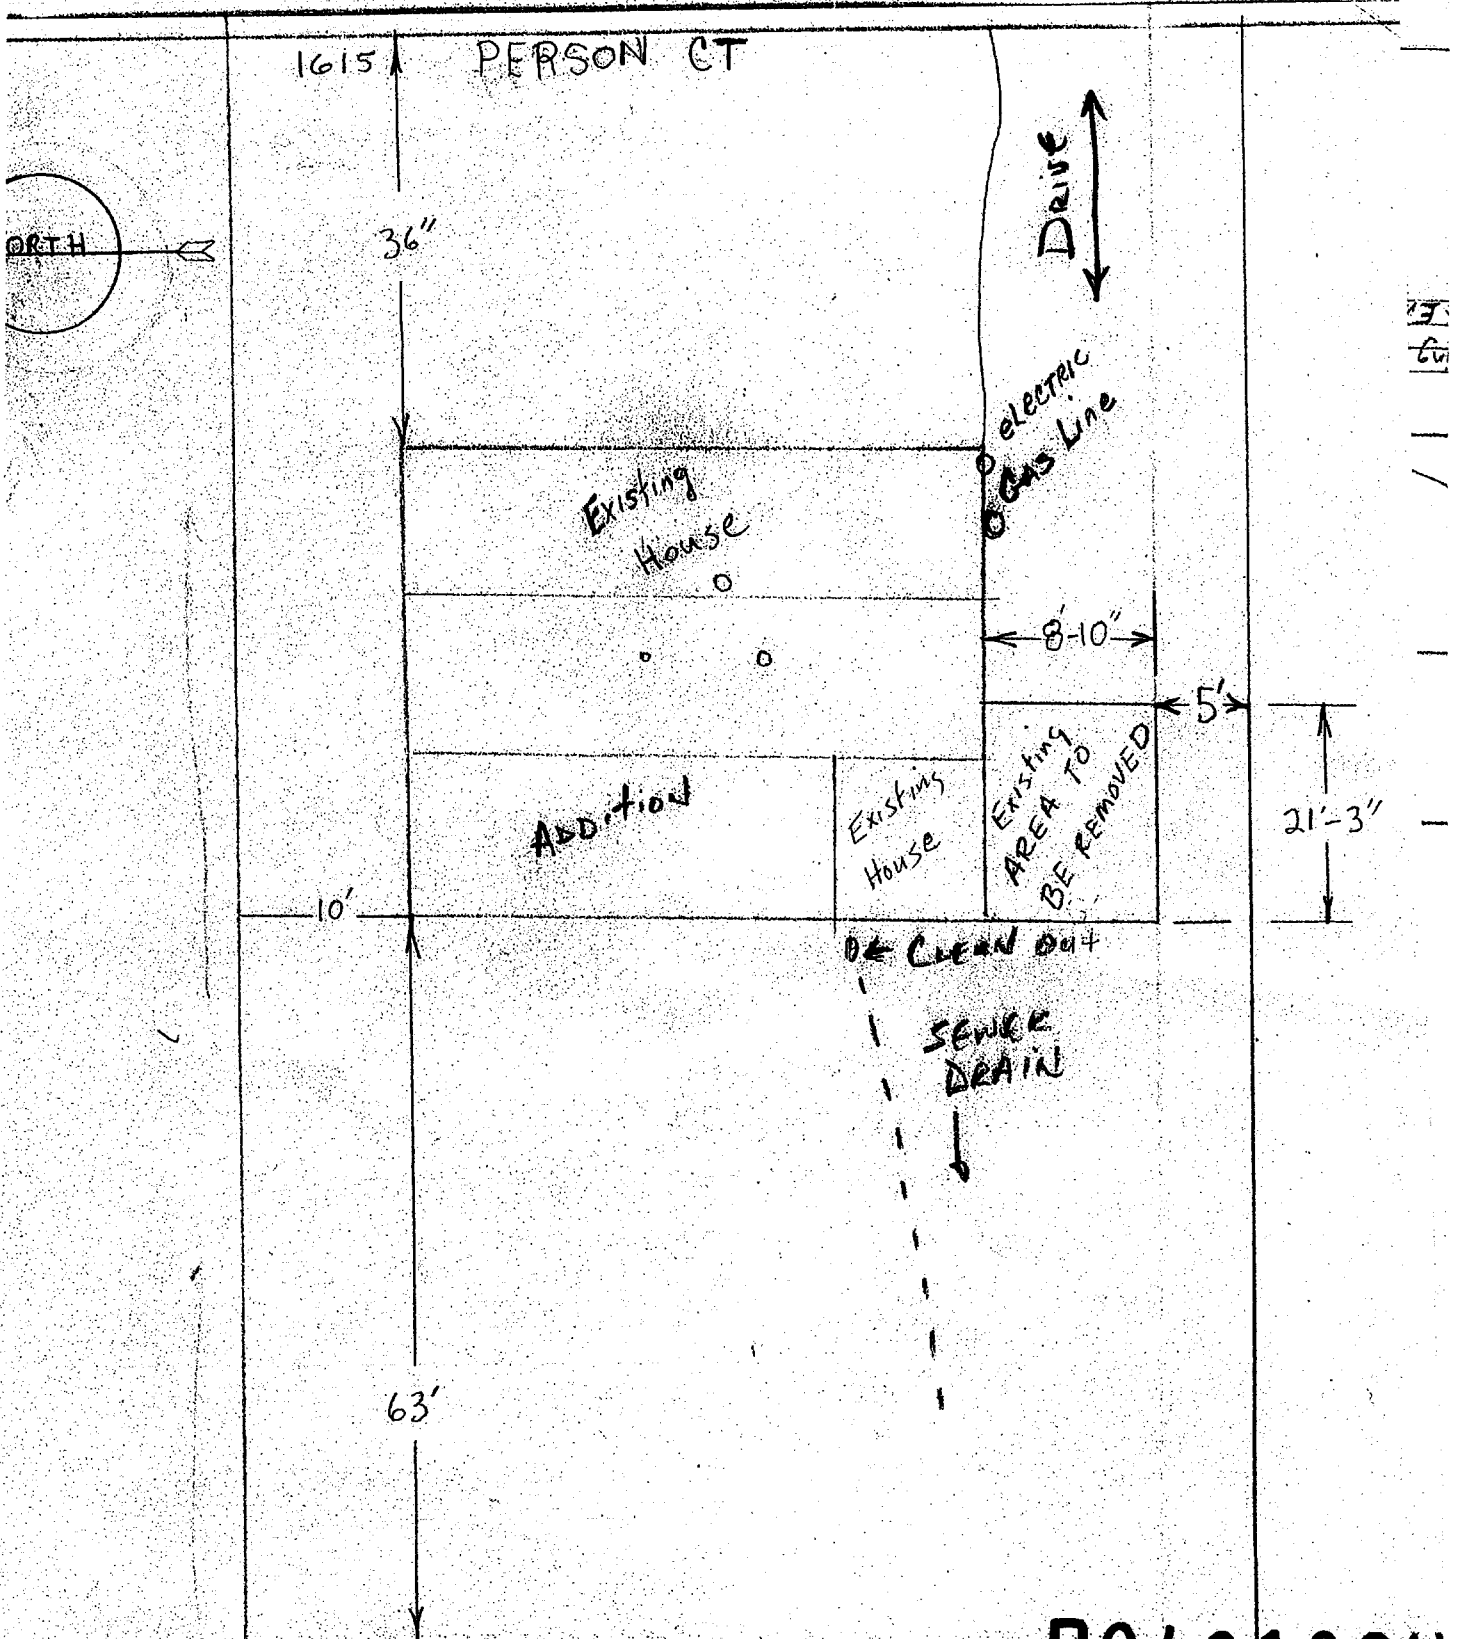 1615 PERSON CT
DRIVE
ORTH
36"
ELECTRIC
GAS LINE
Existing
House
8'-10"
5'
Existing
AREA TO
BE REMOVED
21'-3"
ADDITION
Existing
House
10'
CLEAN OUT
SEWER
DRAIN
63'